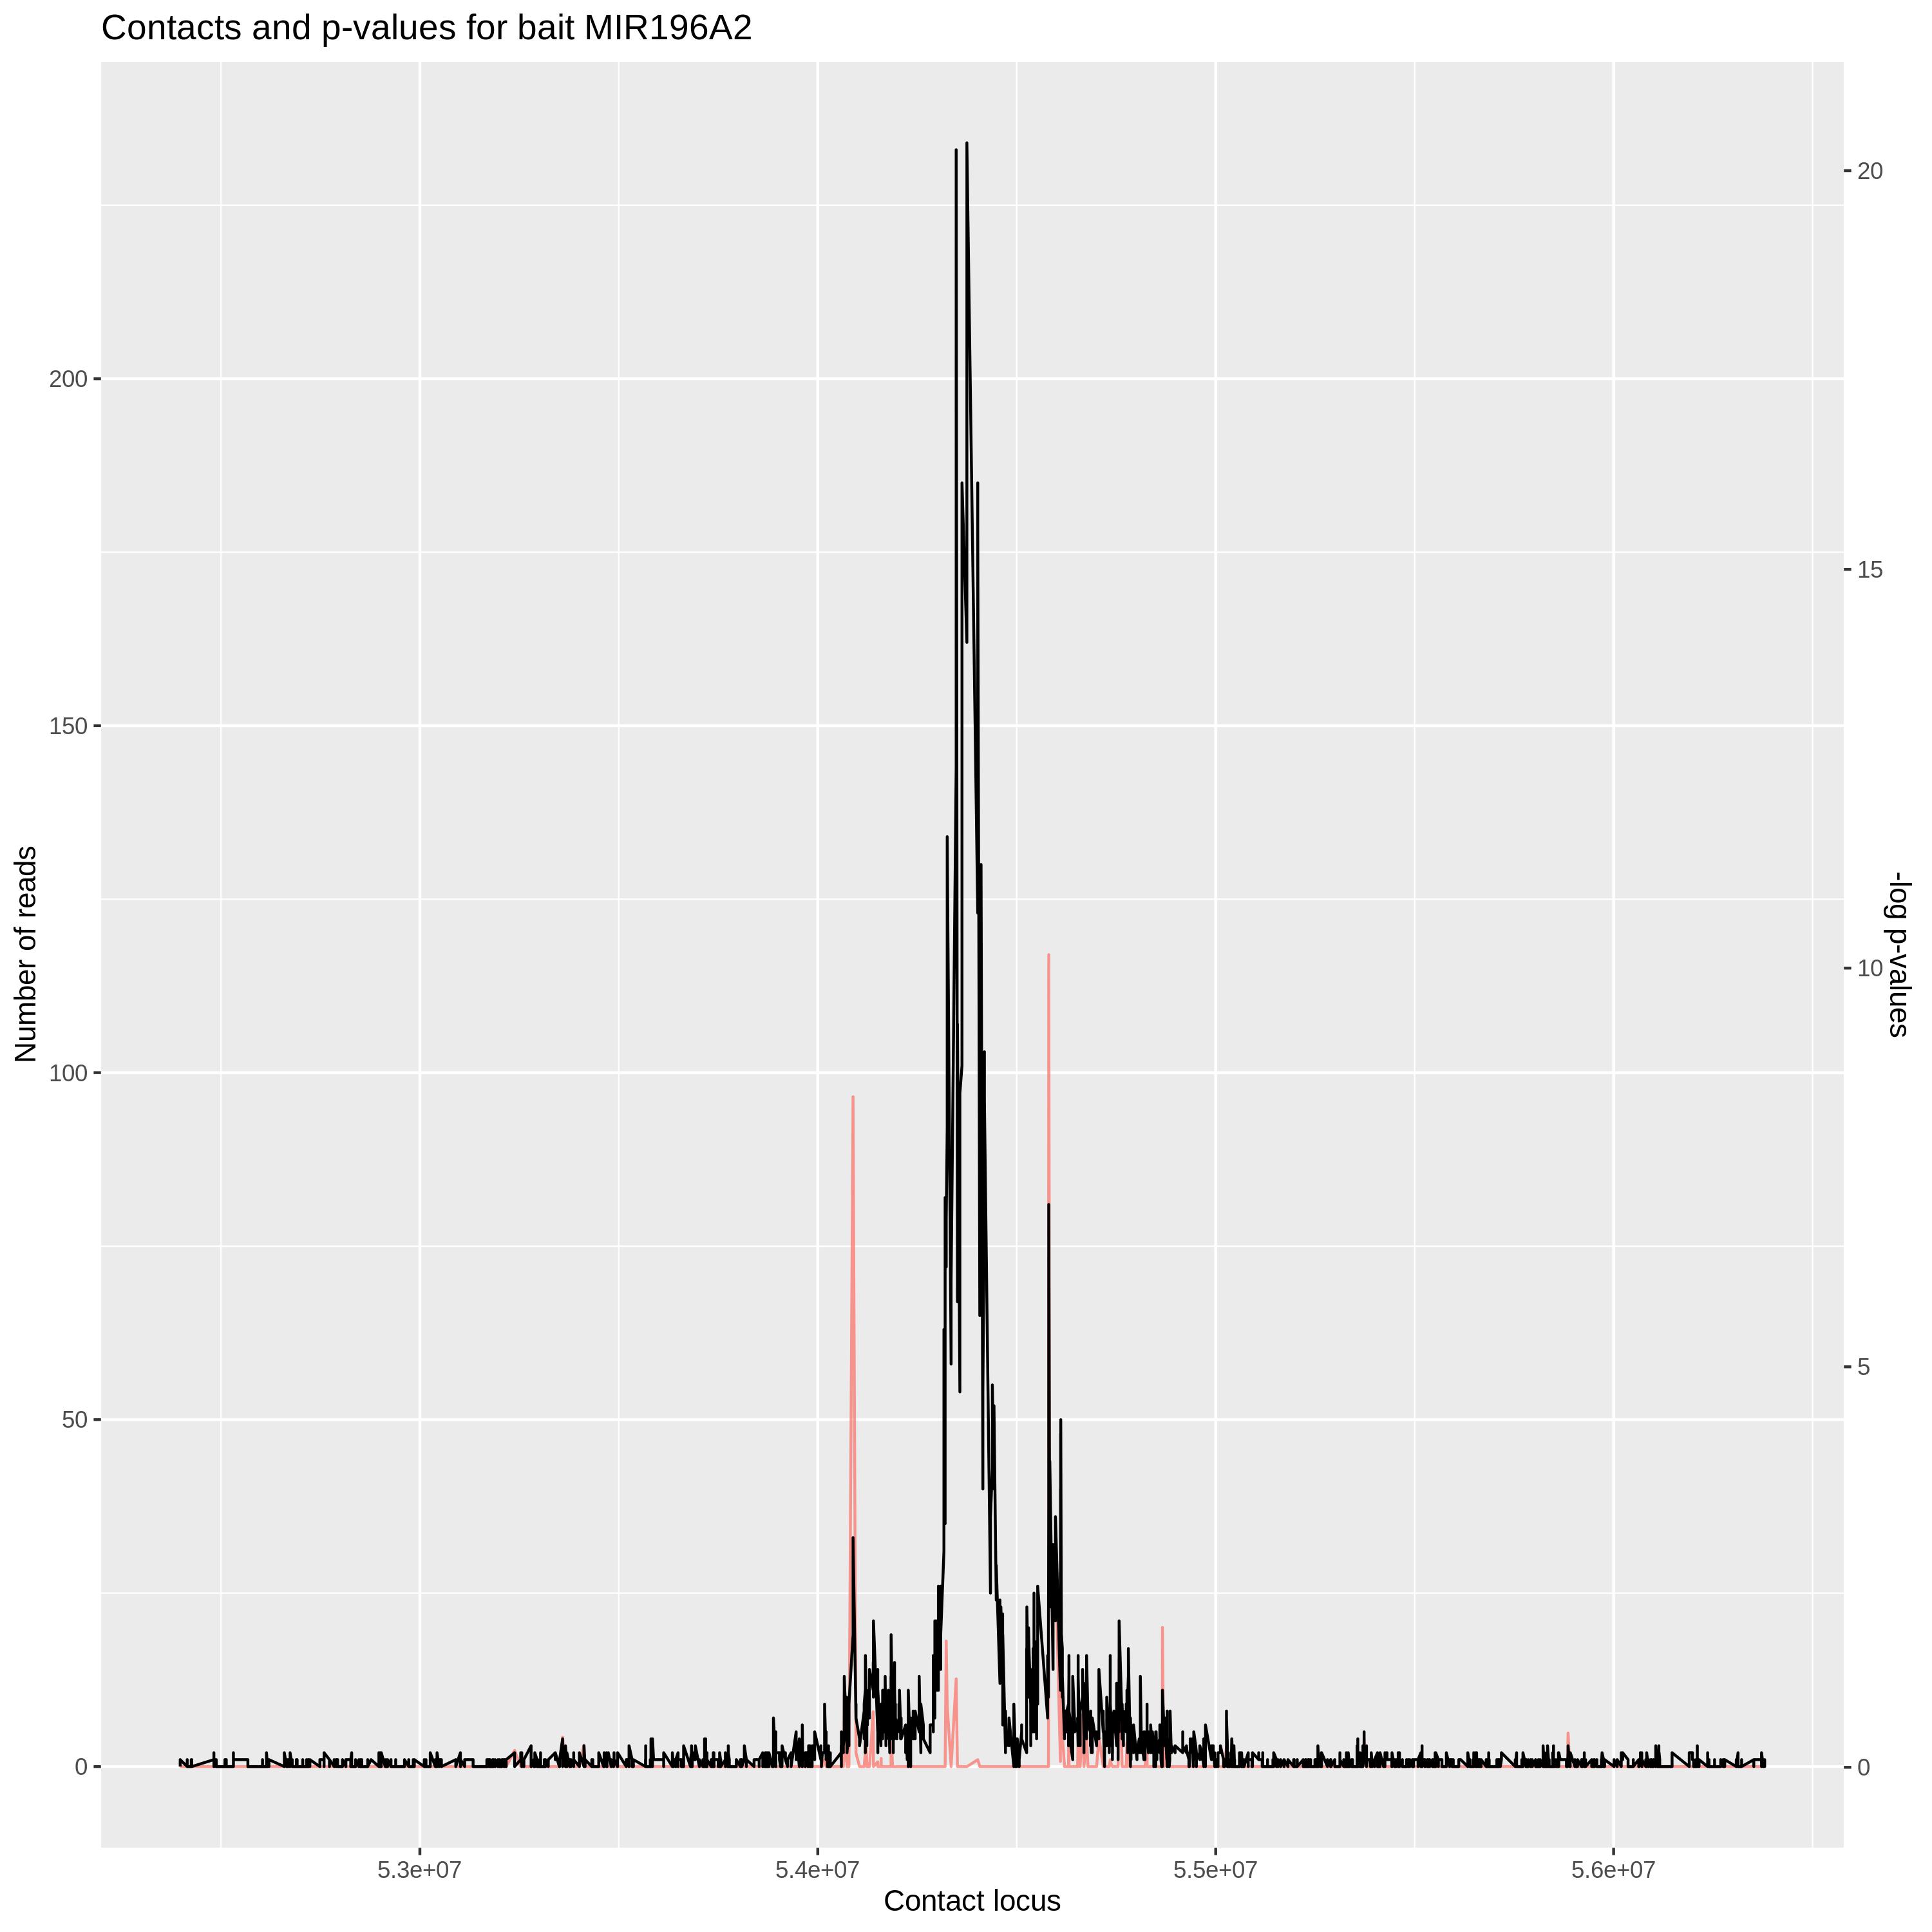 Contacts and p-values for bait MIR196A2
Number of reads
200
150
100
50
0
20
15
10
5
0
-log p-values
5.3e+07
5.4e+07
5.5e+07
5.6e+07
Contact locus